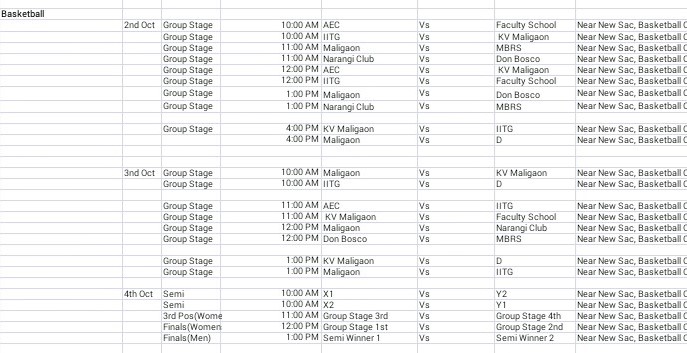 Basketball
2nd Oct Group Stage 10:00 AM AEC Vs Faculty School Near New Sac, Basketball C
Group Stage 10:00 AM IITG Vs KV Maligaon Near New Sac, Basketball C
Group Stage 11:00 AM Maligaon Vs MBRS Near New Sac, Basketball C
Group Stage 11:00 AM Narangi Club Vs Don Bosco Near New Sac, Basketball C
Group Stage 12:00 PM AEC Vs KV Maligaon Near New Sac, Basketball C
Group Stage 12:00 PM IITG Vs Faculty School Near New Sac, Basketball C
Group Stage 1:00 PM Maligaon Vs Don Bosco Near New Sac, Basketball C
Group Stage 1:00 PM Narangi Club Vs MBRS Near New Sac, Basketball C
Group Stage 4:00 PM KV Maligaon Vs IITG Near New Sac, Basketball C
4:00 PM Maligaon Vs D Near New Sac, Basketball C
3nd Oct Group Stage 10:00 AM Maligaon Vs KV Maligaon Near New Sac, Basketball C
Group Stage 10:00 AM IITG Vs D Near New Sac, Basketball C
Group Stage 11:00 AM AEC Vs IITG Near New Sac, Basketball C
Group Stage 11:00 AM KV Maligaon Vs Faculty School Near New Sac, Basketball C
Group Stage 12:00 PM Maligaon Vs Narangi Club Near New Sac, Basketball C
Group Stage 12:00 PM Don Bosco Vs MBRS Near New Sac, Basketball C
Group Stage 1:00 PM KV Maligaon Vs D Near New Sac, Basketball C
Group Stage 1:00 PM Maligaon Vs IITG Near New Sac, Basketball C
4th Oct Semi 10:00 AM X1 Vs Y2 Near New Sac, Basketball C
Semi 10:00 AM X2 Vs Y1 Near New Sac, Basketball C
3rd Pos(Wome 11:00 AM Group Stage 3rd Vs Group Stage 4th Near New Sac, Basketball C
Finals(Women 12:00 PM Group Stage 1st Vs Group Stage 2nd Near New Sac, Basketball C
Finals(Men) 1:00 PM Semi Winner 1 Vs Semi Winner 2 Near New Sac, Basketball C